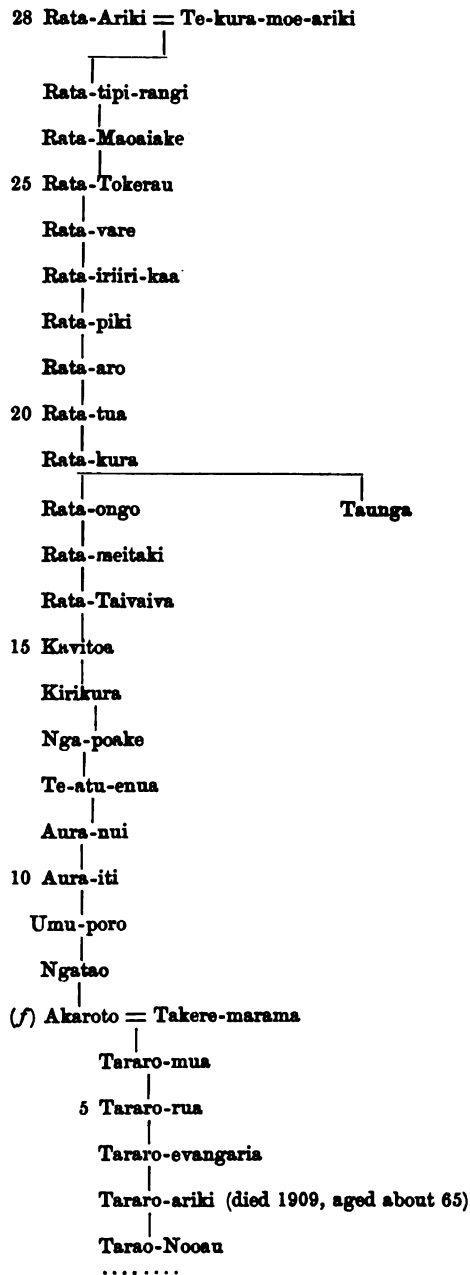 28 Rata-Ariki = Te-kura-moe-ariki
Rata-tipi-rangi
Rata-Maoaiake
25 Rata-Tokerau
Rata-vare
Rata-iriiri-kaa
Rata-piki
Rata-aro
20 Rata-tua
Rata-kura
Rata-ongo Taunga
Rata-meitaki
Rata-Taivaiva
15 Kavitoa
Kirikura
Nga-poake
Te-atu-enua
Aura-nui
10 Aura-iti
Umu-poro
Ngatao
(f) Akaroto = Takere-marama
Tararo-mua
5 Tararo-rua
Tararo-evangaria
Tararo-ariki (died 1909, aged about 65)
Tarao-Nooau
........